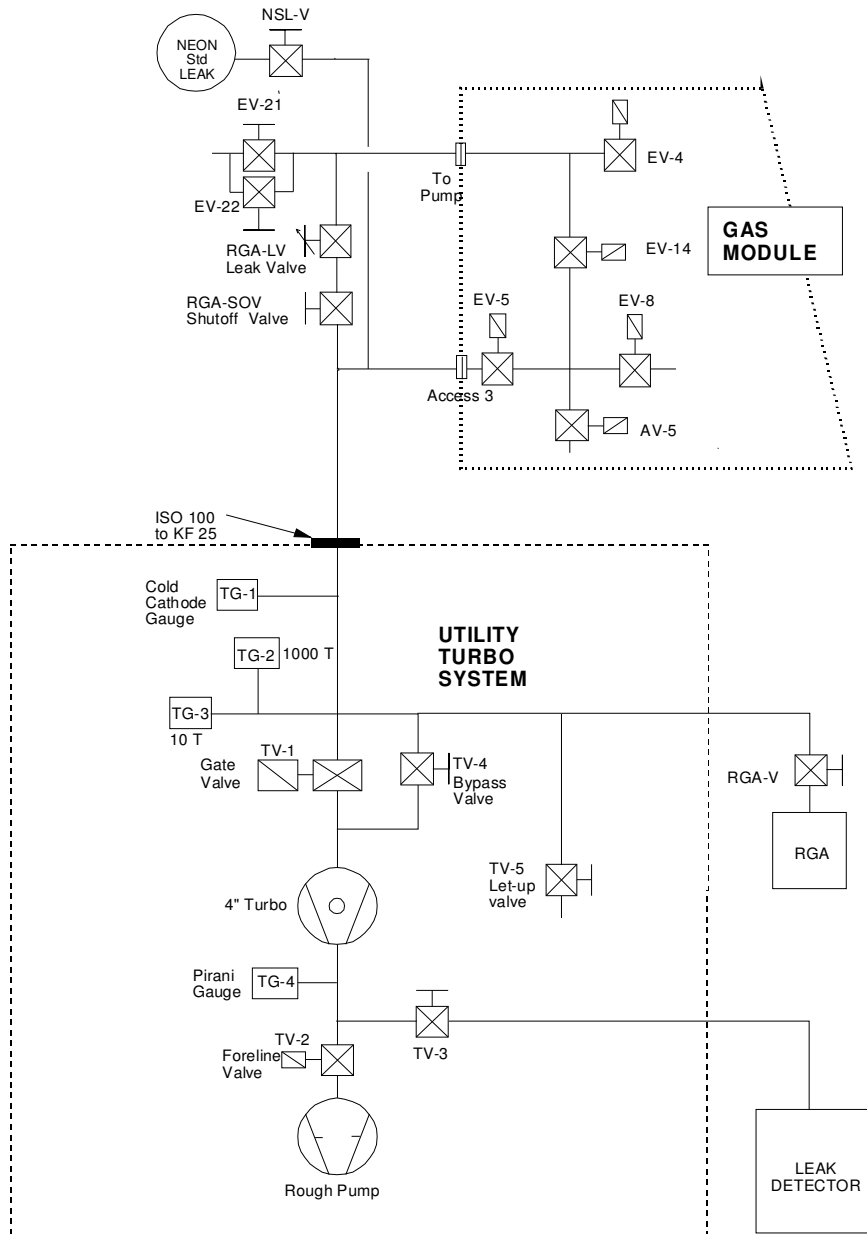 NSL-V
NEON
Std
LEAK
EV-21
EV-4
To
Pump
EV-22
RGA-LV
Leak Valve
GAS
MODULE
EV-14
RGA-SOV
Shutoff Valve
EV-5
EV-8
Access 3
AV-5
ISO 100
to KF 25
Cold
Cathode
Gauge
TG-1
UTILITY
TURBO
SYSTEM
TG-2
1000 T
TG-3
10 T
TV-1
Gate
Valve
TV-4
Bypass
Valve
RGA-V
RGA
TV-5
Let-up
valve
4" Turbo
Pirani
Gauge
TG-4
TV-2
Foreline
Valve
TV-3
Rough Pump
LEAK
DETECTOR